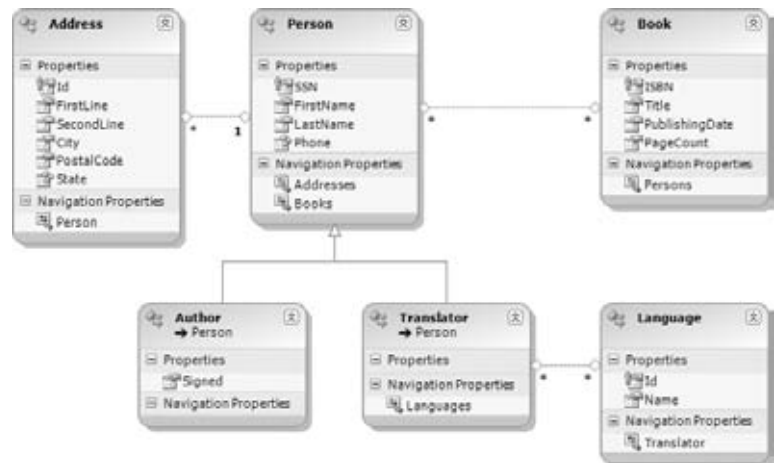 Address
Properties
Id
FirstLine
SecondLine
City
PostalCode
State
Navigation Properties
Person
*
1
Person
Properties
SSN
FirstName
LastName
Phone
Navigation Properties
Addresses
Books
*
*
Book
Properties
ISBN
Title
PublishingDate
PageCount
Navigation Properties
Persons
Author
Person
Properties
Signed
Navigation Properties
Translator
Person
Properties
Navigation Properties
Languages
*
*
Language
Properties
Id
Name
Navigation Properties
Translator